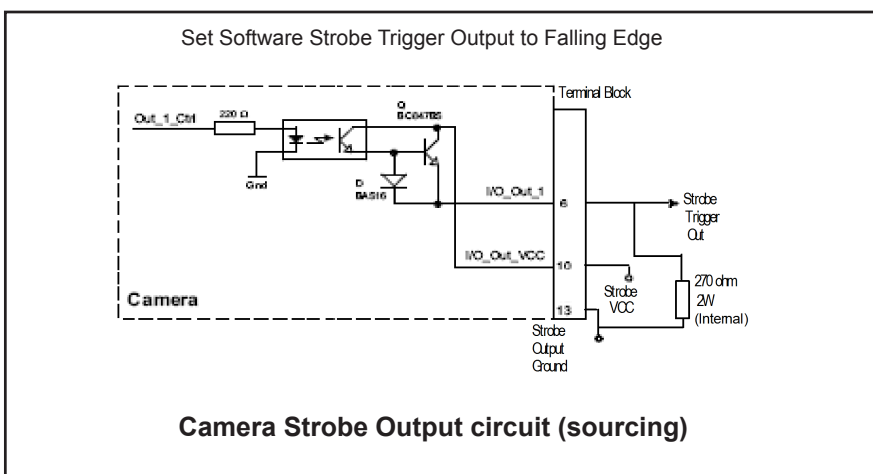 Set Software Strobe Trigger Output to Falling Edge
Terminal Block
Out_1_Ctrl
220 Ω
Q
BC847BS
Gnd
D
BAS16
I/O_Out_1
6
Strobe
Trigger
Out
I/O_Out_VCC
10
Strobe
VCC
270 ohm
2W
(Internal)
Camera
13
Strobe
Output
Ground
Camera Strobe Output circuit (sourcing)